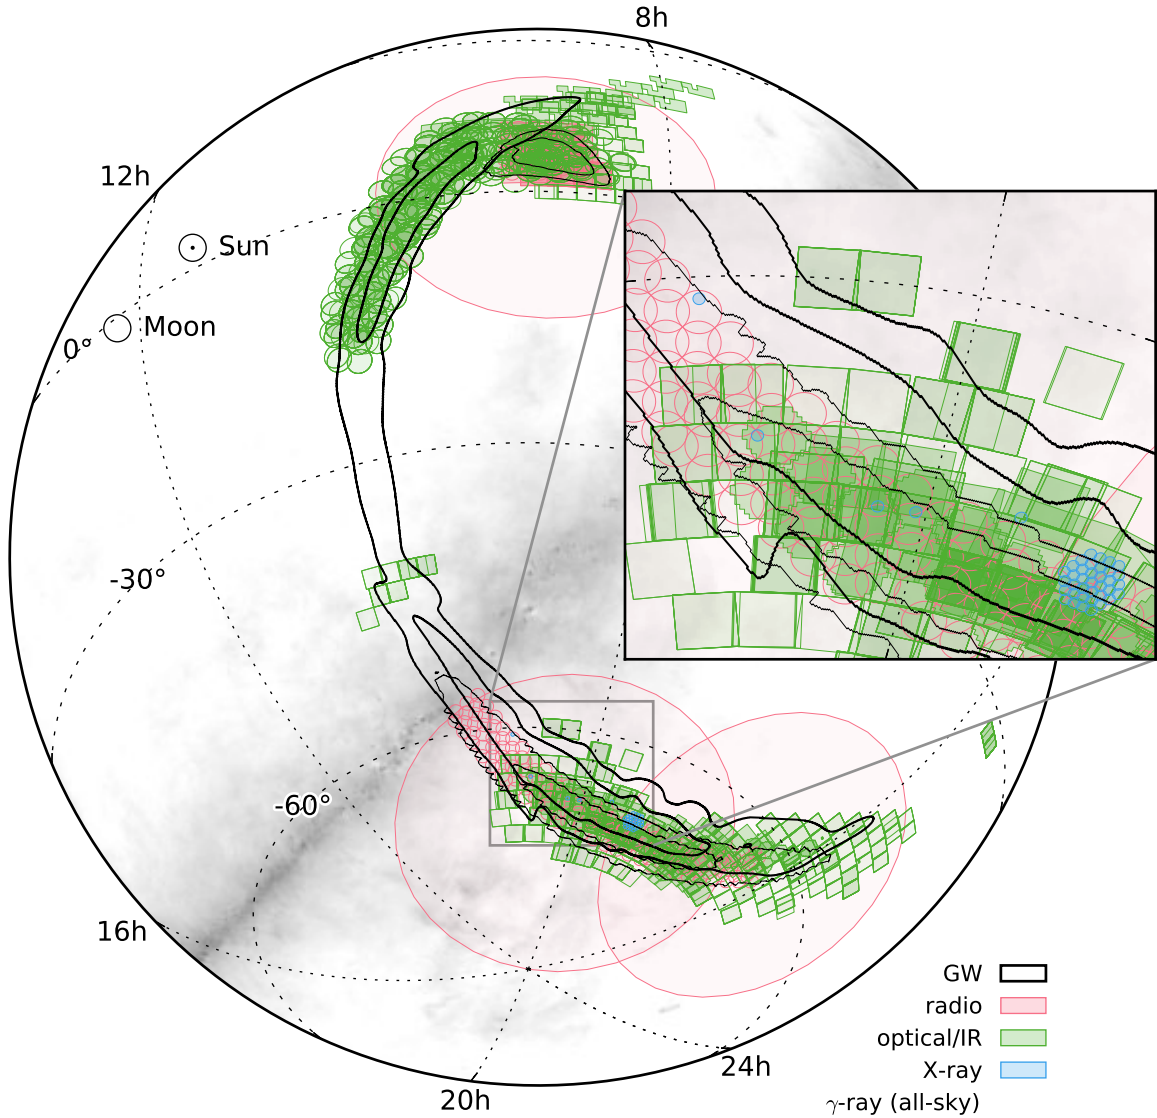 8h
12h
Sun
Moon
0°
-30°
-60°
16h
GW
radio
optical/IR
X-ray
24h
20h
γ-ray (all-sky)